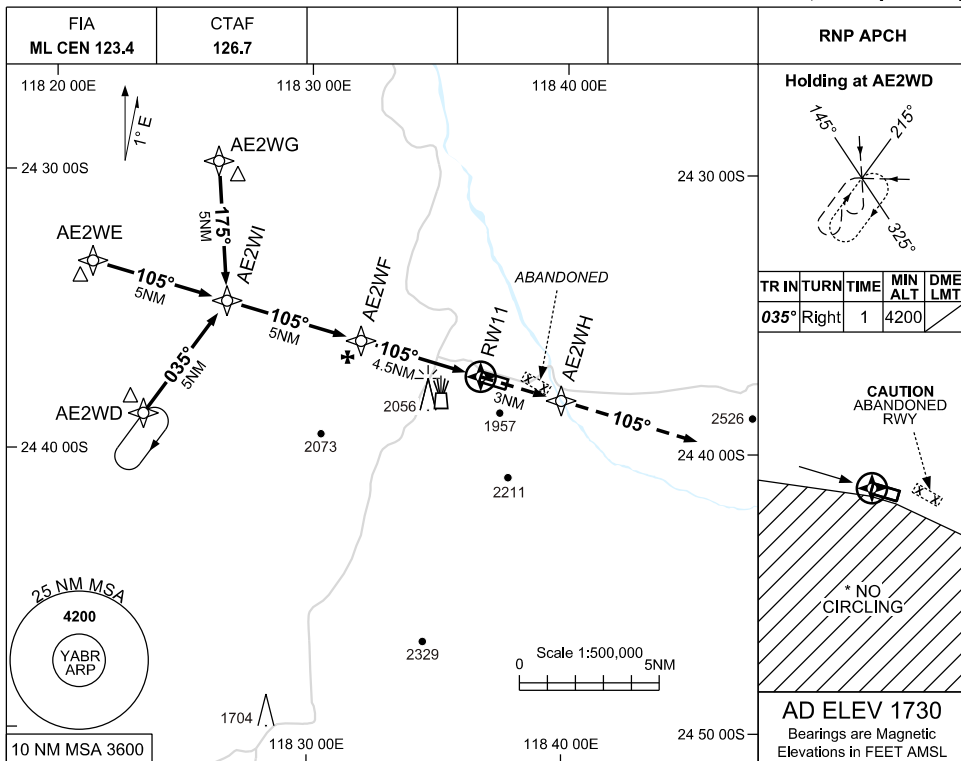 FIA
ML CEN 123.4
CTAF
126.7
RNP APCH
118 20 00E
118 30 00E
118 40 00E
1° E
24 30 00S
24 30 00S
AE2WG
175°
5NM
AE2WE
105°
5NM
AE2WI
105°
5NM
AE2WF
105°
4.5NM
RW11
ABANDONED
X X
AE2WH
3NM
105°
035°
5NM
AE2WD
24 40 00S
24 40 00S
2056
1957
2073
2211
2526
2329
1704
25 NM MSA
4200
YABR
ARP
10 NM MSA 3600
Scale 1:500,000
0
5NM
118 30 00E
118 40 00E
24 50 00S
Holding at AE2WD
145°
215°
325°
TR IN TURN TIME MIN ALT DME LMT
035° Right 1 4200
CAUTION
ABANDONED
RWY
X X
* NO
CIRCLING
AD ELEV 1730
Bearings are Magnetic
Elevations in FEET AMSL